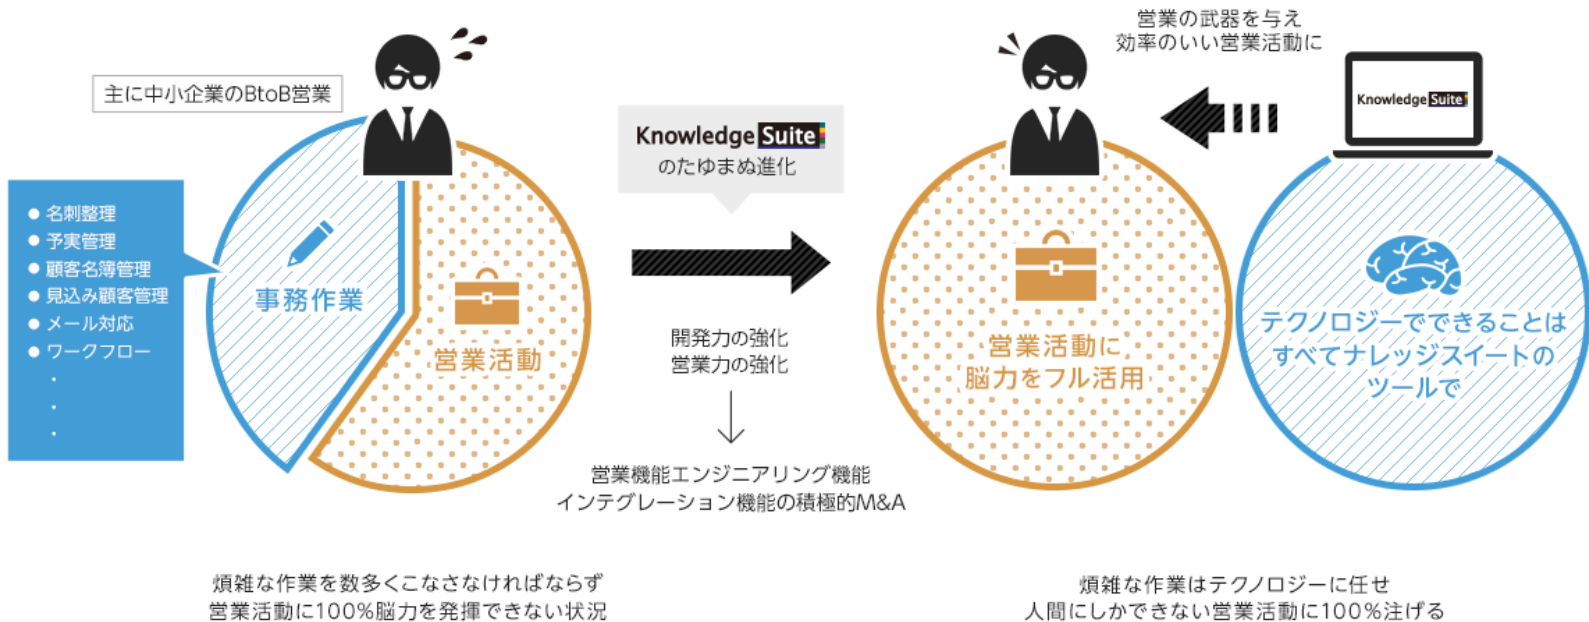 主に中小企業のBtoB営業
名刺整理
予実管理
顧客名簿管理
見込み顧客管理
メール対応
ワークフロー
・
・
・
事務作業
営業活動
煩雑な作業を数多くこなさなければならず
営業活動に100%脳力を発揮できない状況
Knowledge Suite
のたゆまぬ進化
開発力の強化
営業力の強化
営業機能エンジニアリング機能
インテグレーション機能の積極的M&A
営業の武器を与え
効率のいい営業活動に
Knowledge Suite
営業活動に
脳力をフル活用
テクノロジーでできることは
すべてナレッジスイートの
ツールで
煩雑な作業はテクノロジーに任せ
人間にしかできない営業活動に100%注げる